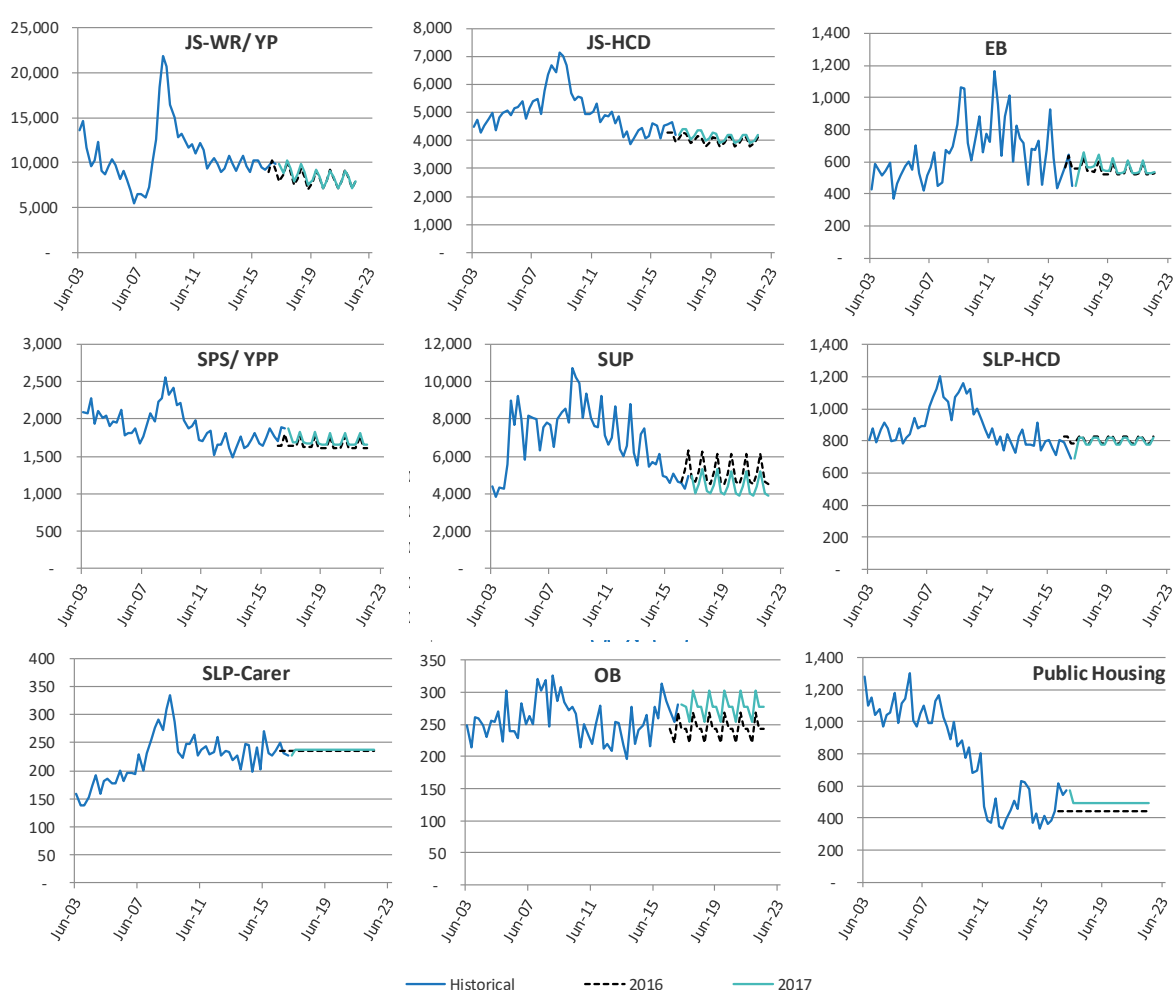 JS-WR/ YP
25,000
20,000
15,000
10,000
5,000
-
Jun-03
Jun-07
Jun-11
Jun-15
Jun-19
Jun-23
JS-HCD
8,000
7,000
6,000
5,000
4,000
3,000
2,000
1,000
-
Jun-03
Jun-07
Jun-11
Jun-15
Jun-19
Jun-23
EB
1,400
1,200
1,000
800
600
400
200
-
Jun-03
Jun-07
Jun-11
Jun-15
Jun-19
Jun-23
SPS/ YPP
3,000
2,500
2,000
1,500
1,000
500
-
Jun-03
Jun-07
Jun-11
Jun-15
Jun-19
Jun-23
SUP
12,000
10,000
8,000
6,000
4,000
2,000
-
Jun-03
Jun-07
Jun-11
Jun-15
Jun-19
Jun-23
SLP-HCD
1,400
1,200
1,000
800
600
400
200
-
Jun-03
Jun-07
Jun-11
Jun-15
Jun-19
Jun-23
SLP-Carer
400
350
300
250
200
150
100
50
-
Jun-03
Jun-07
Jun-11
Jun-15
Jun-19
Jun-23
OB
350
300
250
200
150
100
50
-
Jun-03
Jun-07
Jun-11
Jun-15
Jun-19
Jun-23
Public Housing
1,400
1,200
1,000
800
600
400
200
-
Jun-03
Jun-07
Jun-11
Jun-15
Jun-19
Jun-23
Historical
2016
2017